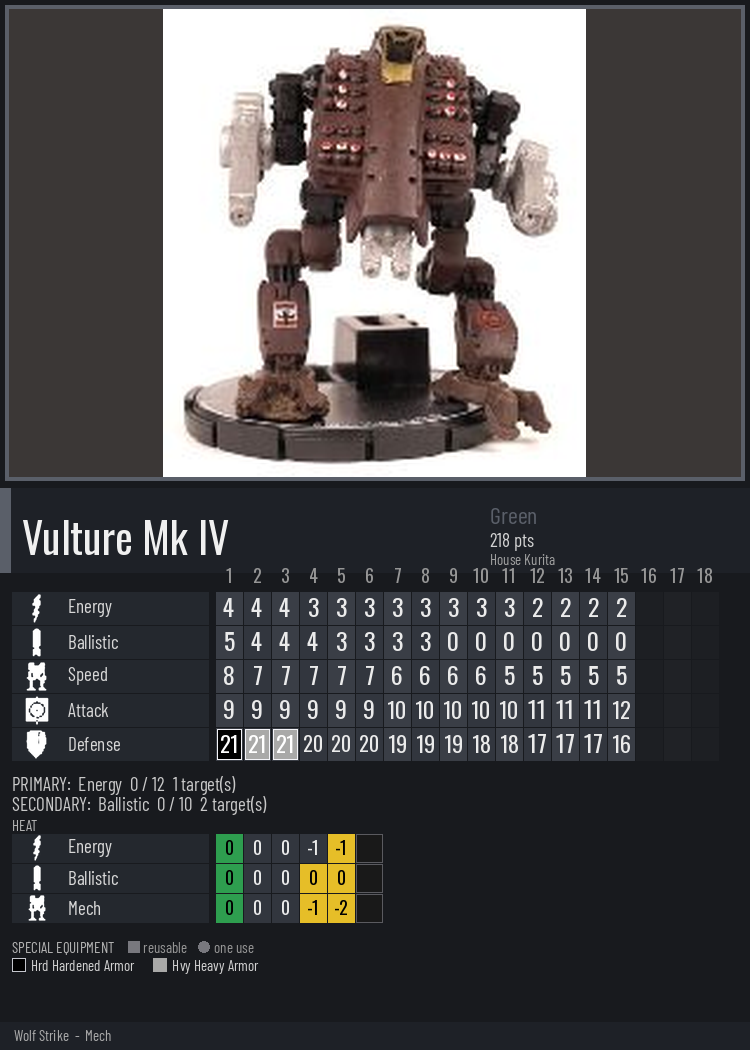 Vulture Mk IV
Green
218 pts
House Kurita
1 2 3 4 5 6 7 8 9 10 11 12 13 14 15 16 17 18
Energy 4 4 4 3 3 3 3 3 3 3 3 2 2 2 2
Ballistic 5 4 4 4 3 3 3 3 0 0 0 0 0 0 0
Speed 8 7 7 7 7 7 6 6 6 6 5 5 5 5 5
Attack 9 9 9 9 9 9 10 10 10 10 10 11 11 11 12
Defense 21 21 21 20 20 20 19 19 19 18 18 17 17 17 16
PRIMARY: Energy 0 / 12 1 target(s)
SECONDARY: Ballistic 0 / 10 2 target(s)
HEAT
Energy 0 0 0 -1 -1
Ballistic 0 0 0 0 0
Mech 0 0 0 -1 -2
SPECIAL EQUIPMENT reusable one use
Hrd Hardened Armor Hvy Heavy Armor
Wolf Strike - Mech